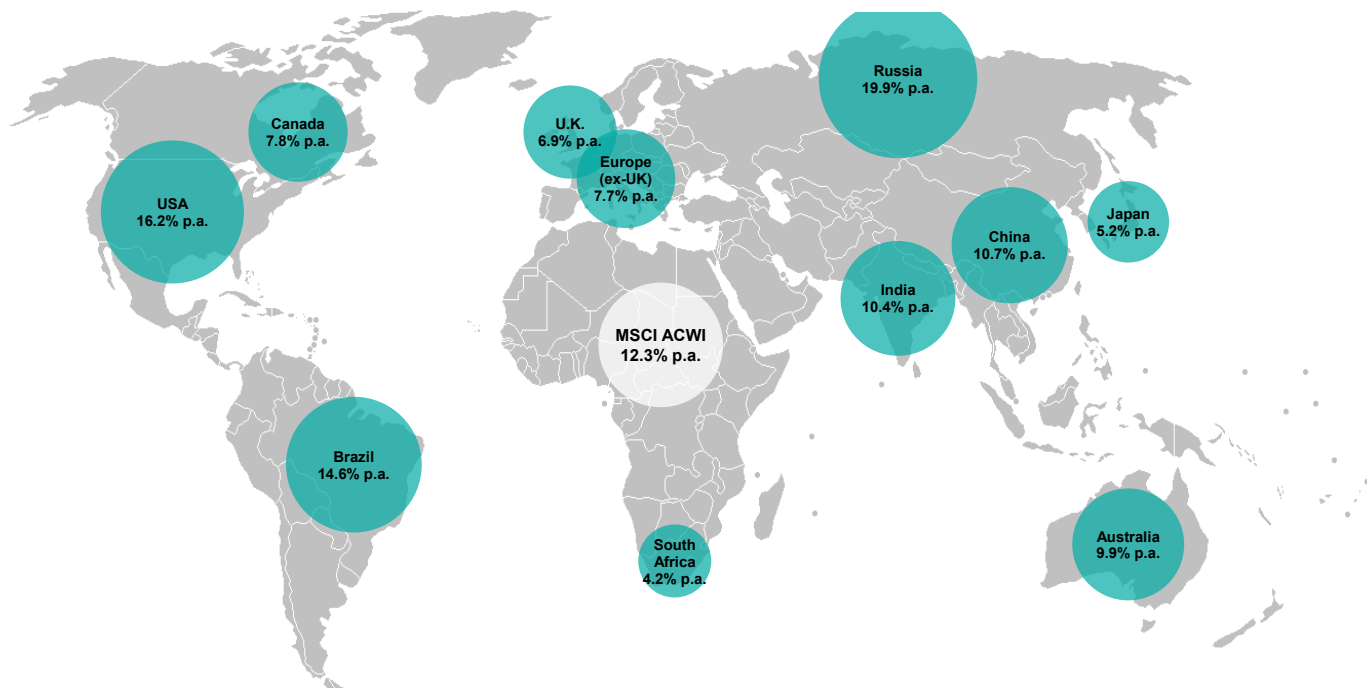 Russia
19.9% p.a.
Canada
7.8% p.a.
U.K.
6.9% p.a.
Europe
(ex-UK)
7.7% p.a.
USA
16.2% p.a.
Japan
5.2% p.a.
China
10.7% p.a.
India
10.4% p.a.
MSCI ACWI
12.3% p.a.
Brazil
14.6% p.a.
South
Africa
4.2% p.a.
Australia
9.9% p.a.